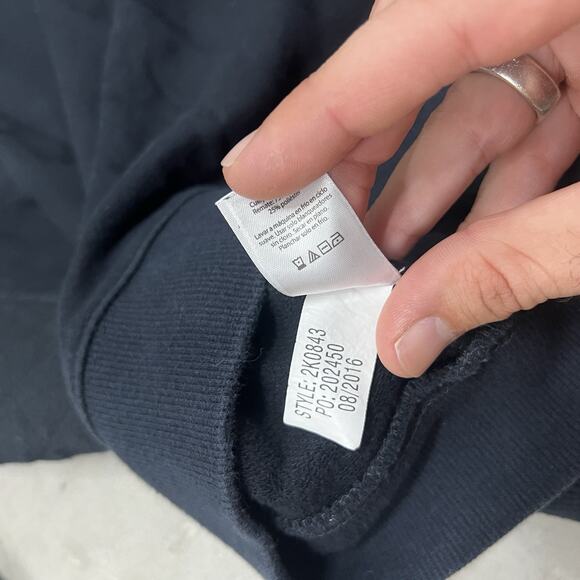 25% poliéster
Lavar a máquina en frío en ciclo
suave. Usar solo blanqueadores
sin cloro. Secar en plano.
Planchar solo en frío.
STYLE: 2K0843
PO: 202450
08/2016